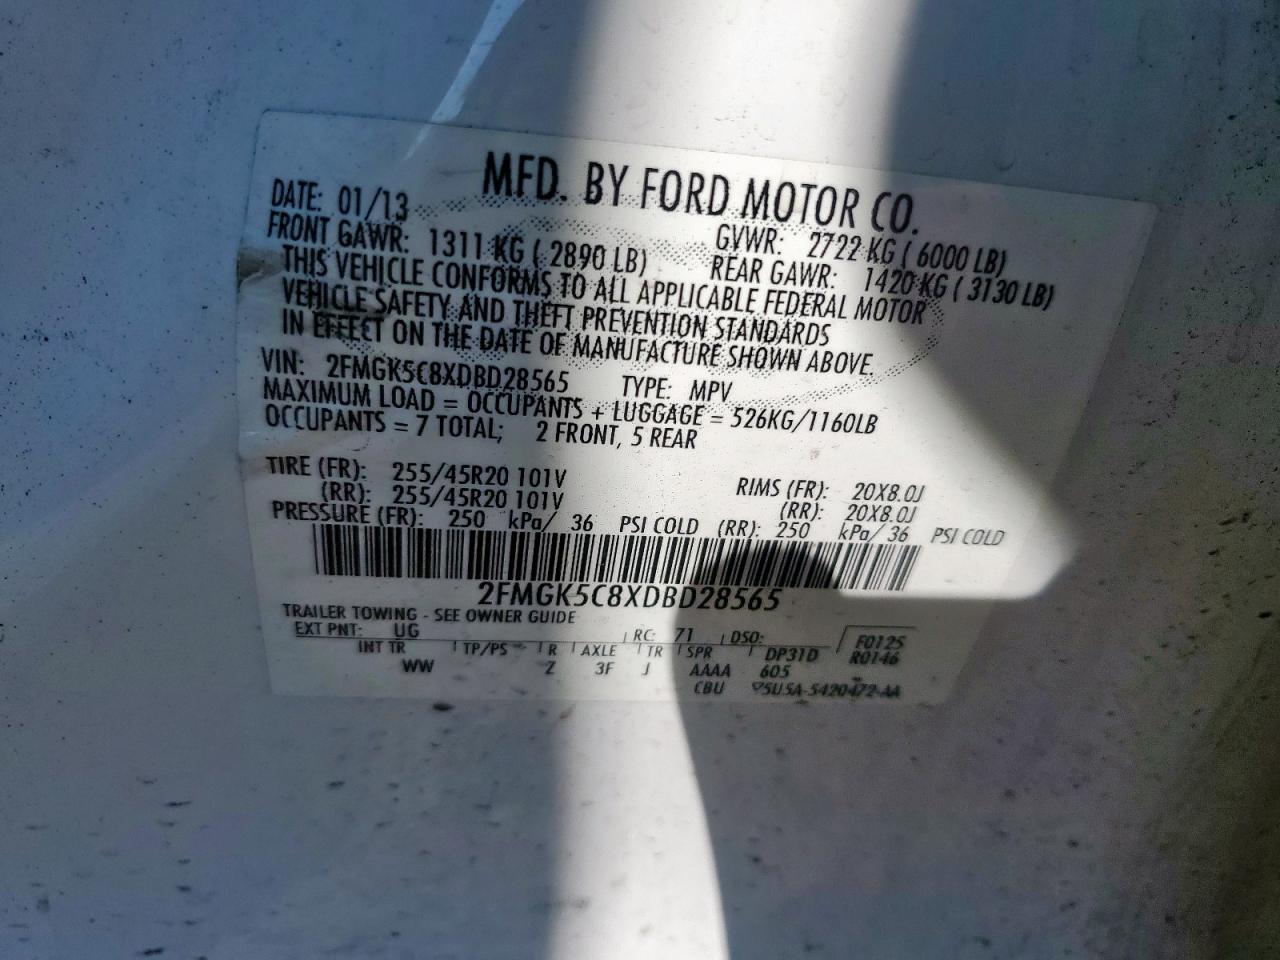 MFD. BY FORD MOTOR CO.
DATE: 01/13 GVWR: 2722 KG ( 6000 LB)
FRONT GAWR: 1311 KG ( 2890 LB) REAR GAWR: 1420 KG ( 3130 LB)
THIS VEHICLE CONFORMS TO ALL APPLICABLE FEDERAL MOTOR
VEHICLE SAFETY AND THEFT PREVENTION STANDARDS
IN EFFECT ON THE DATE OF MANUFACTURE SHOWN ABOVE.
VIN: 2FMGK5C8XDBD28565 TYPE: MPV
MAXIMUM LOAD = OCCUPANTS + LUGGAGE = 526KG/1160LB
OCCUPANTS = 7 TOTAL; 2 FRONT, 5 REAR
TIRE (FR): 255/45R20 101V RIMS (FR): 20X8.0J
(RR): 255/45R20 101V (RR): 20X8.0J
PRESSURE (FR): 250 kPa/ 36 PSI COLD (RR): 250 kPa/ 36 PSI COLD
2FMGK5C8XDBD28565
TRAILER TOWING - SEE OWNER GUIDE
EXT PNT: UG RC: 71 DSO: F0125
INT TR TP/PS R AXLE TR SPR DP31D R0146
WW Z 3F J AAAA 605
CBU 5U5A-5420472-AA